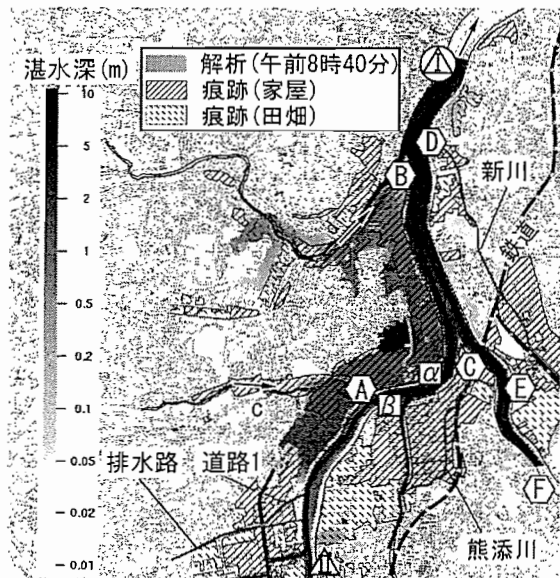 湛水深(m)
10
5
2
1
0.5
0.2
0.1
0.05
0.02
0.01
解析(午前8時40分)
痕跡(家屋)
痕跡(田畑)
D
B
新川
鉄道
α
C
A
β
E
c
排水路 道路1
F
熊添川